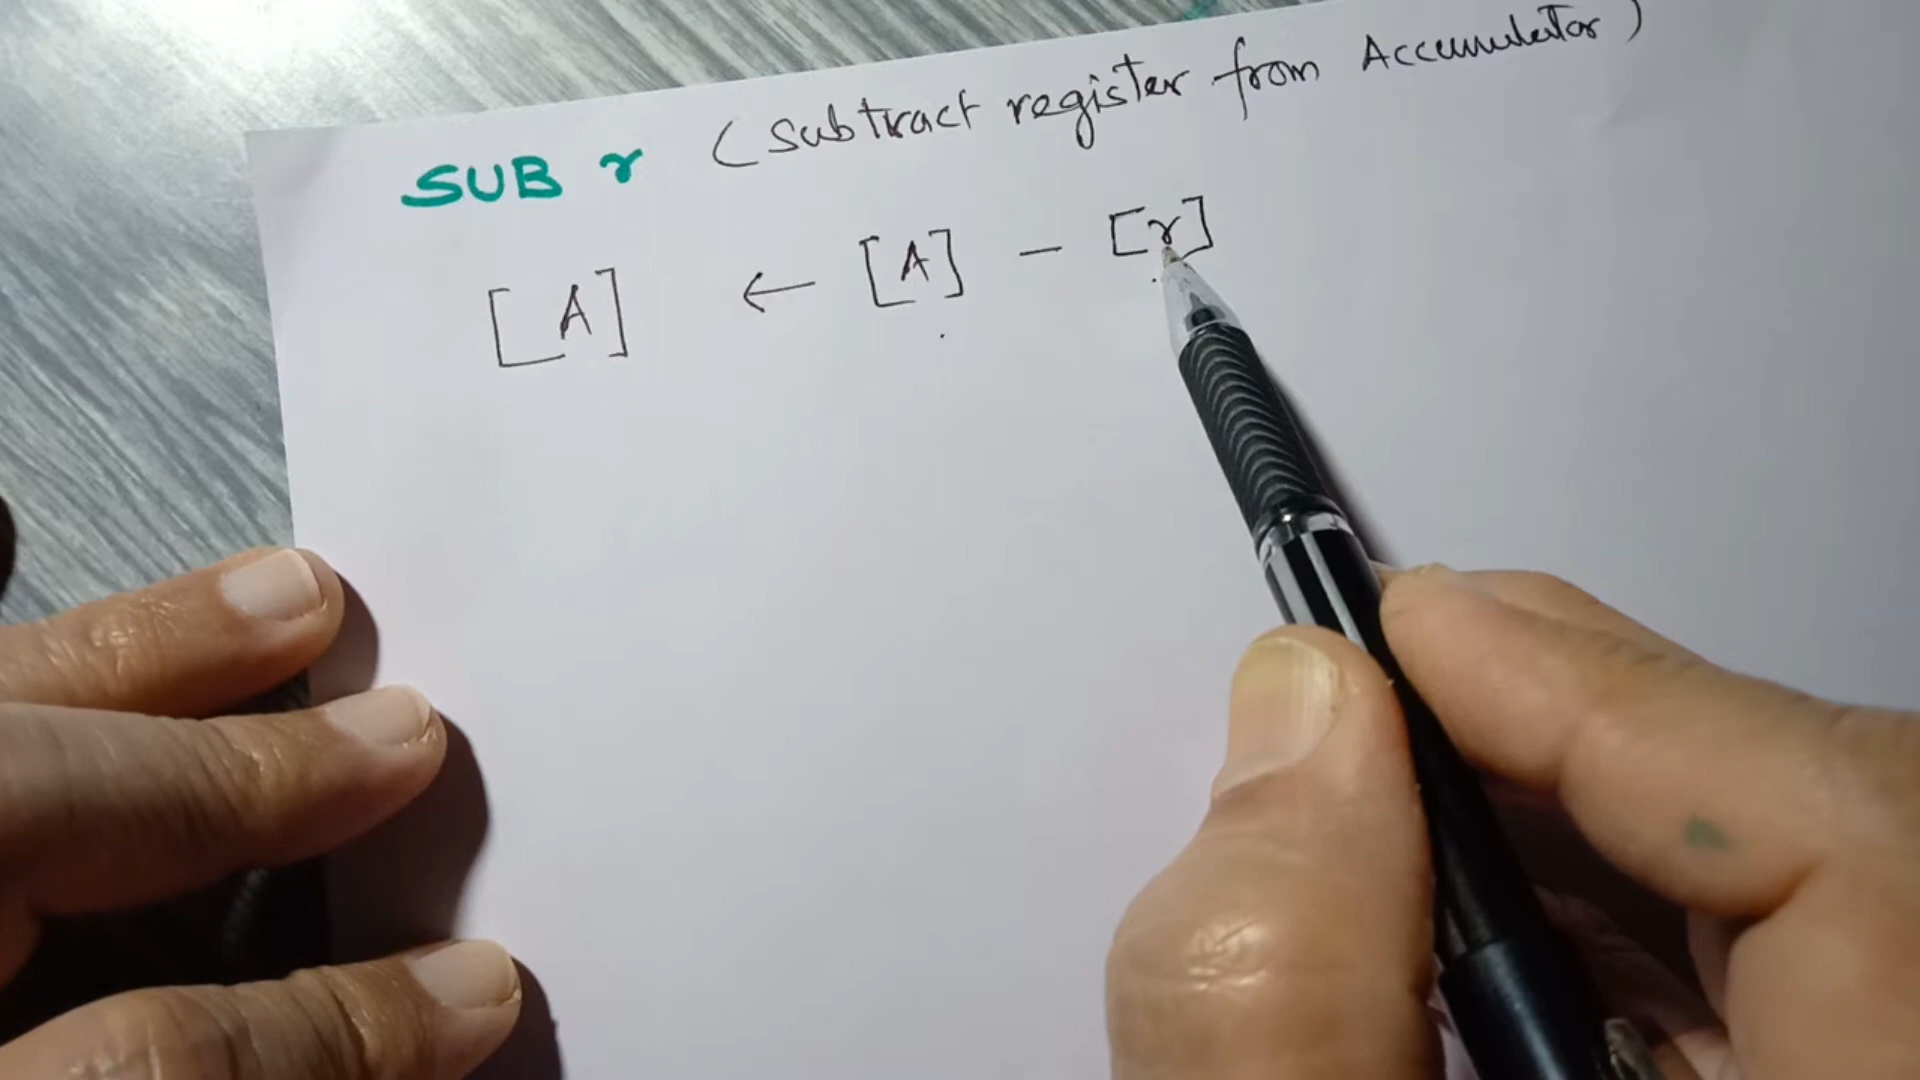 SUB r (Subtract register from Accumulator)
[A] ← [A] - [r]